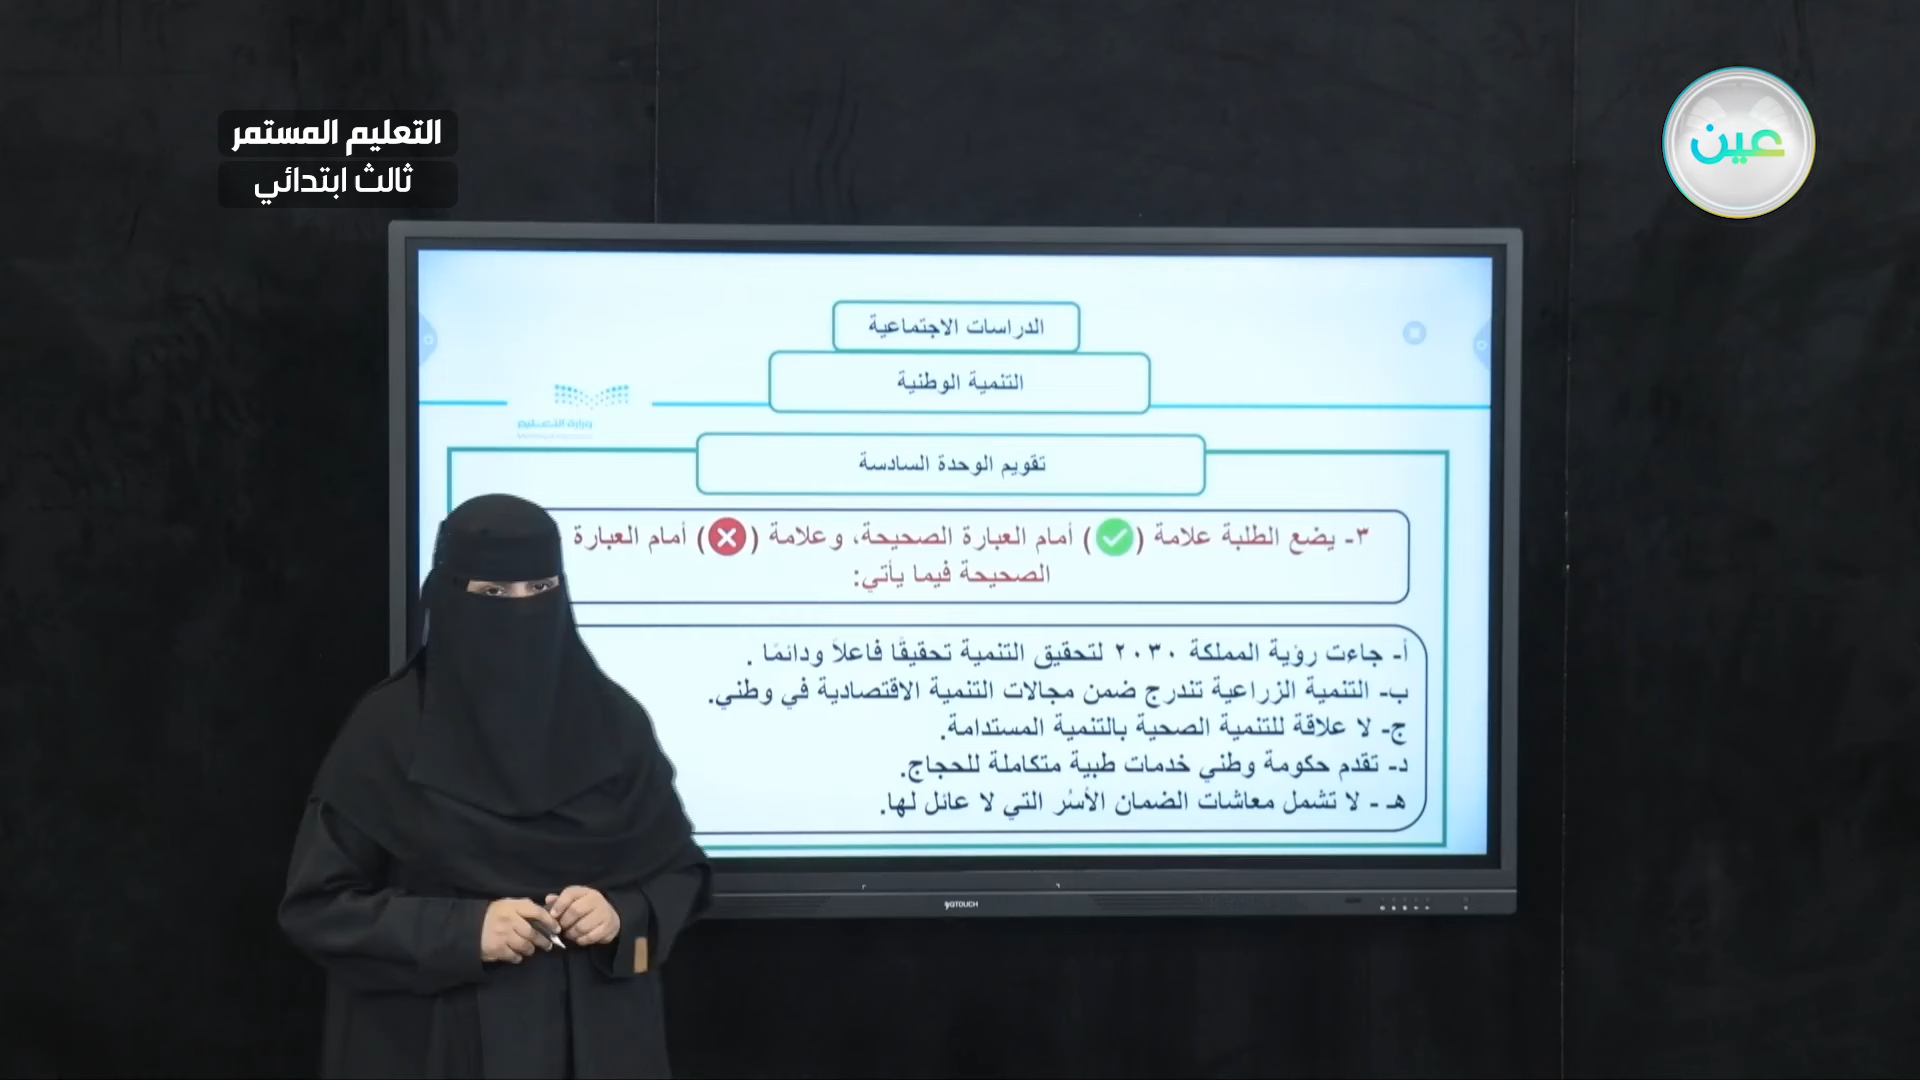 التعليم المستمر
ثالث ابتدائي
عين
الدراسات الاجتماعية
التنمية الوطنية
وزارة التعليم
تقويم الوحدة السادسة
٣- يضع الطلبة علامة (✓) أمام العبارة الصحيحة، وعلامة (✗) أمام العبارة
الصحيحة فيما يأتي:
أ- جاءت رؤية المملكة ٢٠٣٠ لتحقيق التنمية تحقيقًا فاعلاً ودائمًا .
ب- التنمية الزراعية تندرج ضمن مجالات التنمية الاقتصادية في وطني.
ج- لا علاقة للتنمية الصحية بالتنمية المستدامة.
د- تقدم حكومة وطني خدمات طبية متكاملة للحجاج.
هـ - لا تشمل معاشات الضمان الأسُر التي لا عائل لها.